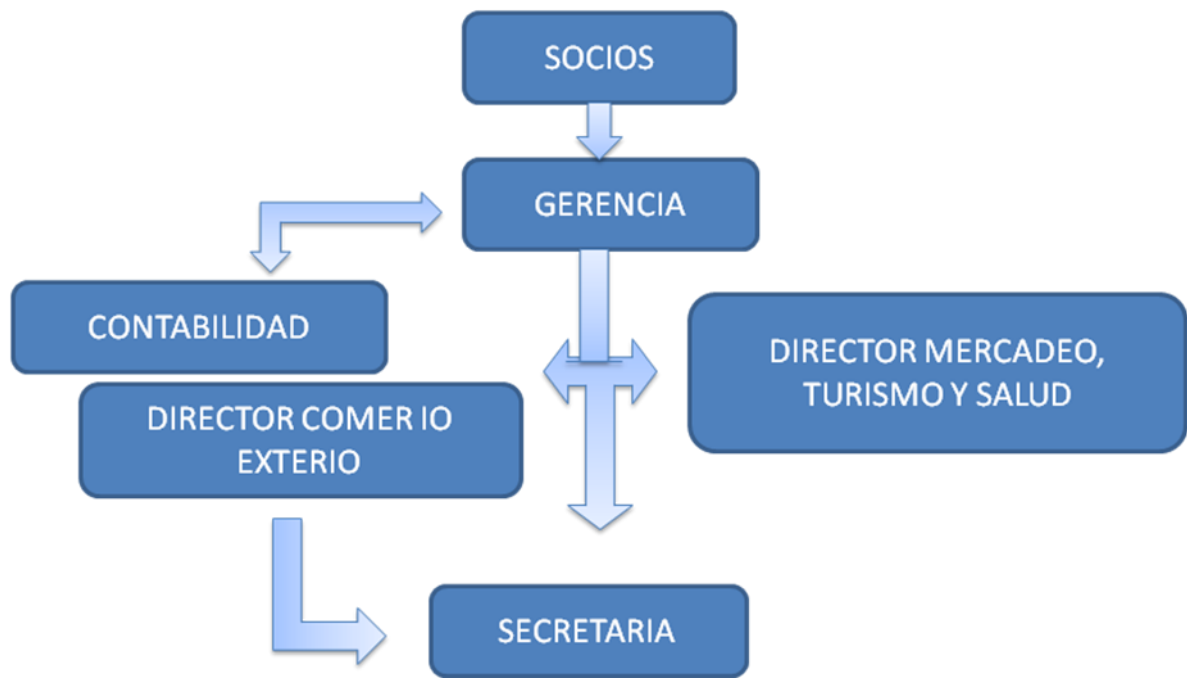 SOCIOS
GERENCIA
CONTABILIDAD
DIRECTOR MERCADEO,
TURISMO Y SALUD
DIRECTOR COMER IO
EXTERIO
SECRETARIA